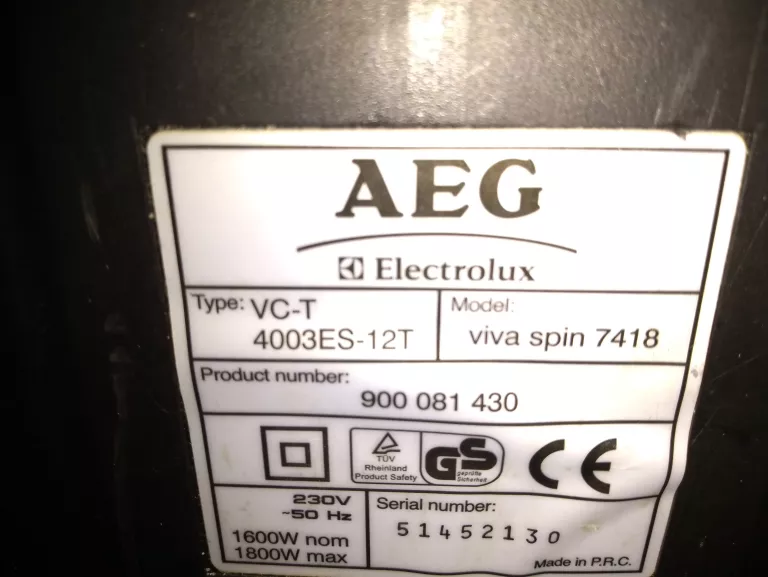 AEG
Electrolux
Type: VC-T
4003ES-12T
Model:
viva spin 7418
Product number:
900 081 430
TÜV
Rheinland
Product Safety
GS
geprüfte
Sicherheit
CE
230V
~50 Hz
1600W nom
1800W max
Serial number:
51452130
Made in P.R.C.